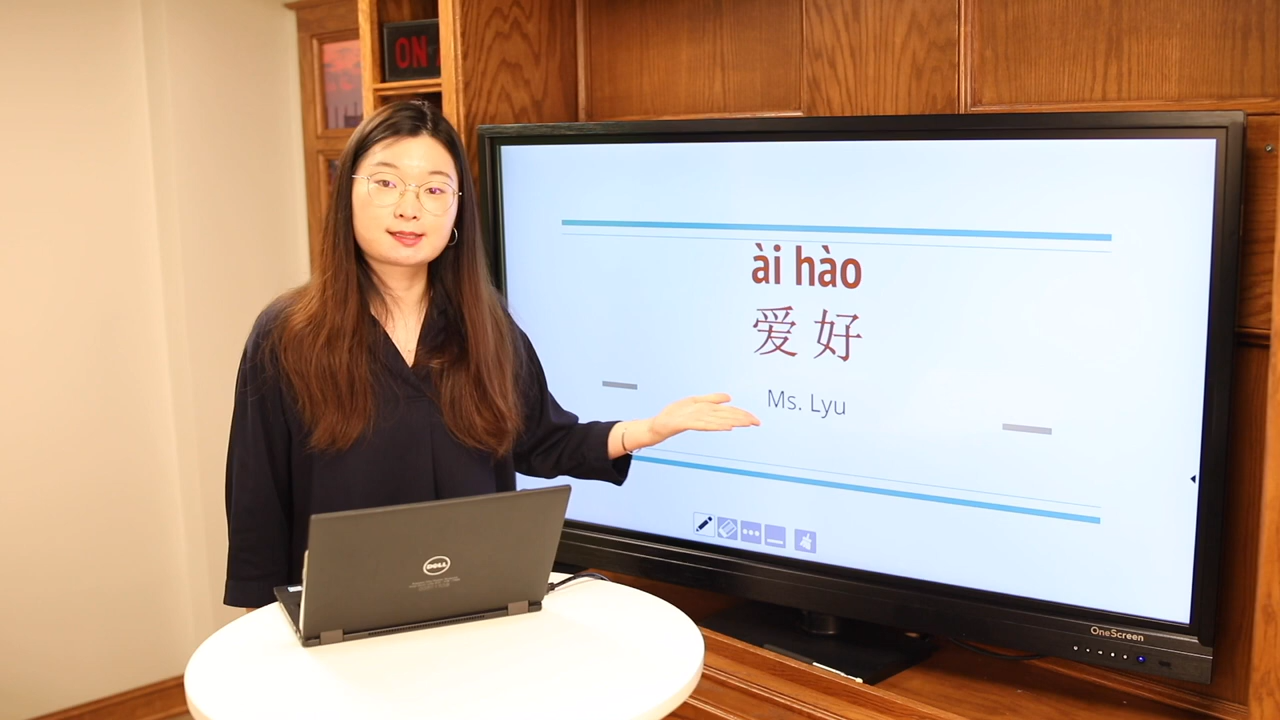 ON
ài hào
爱 好
Ms. Lyu
DELL
OneScreen